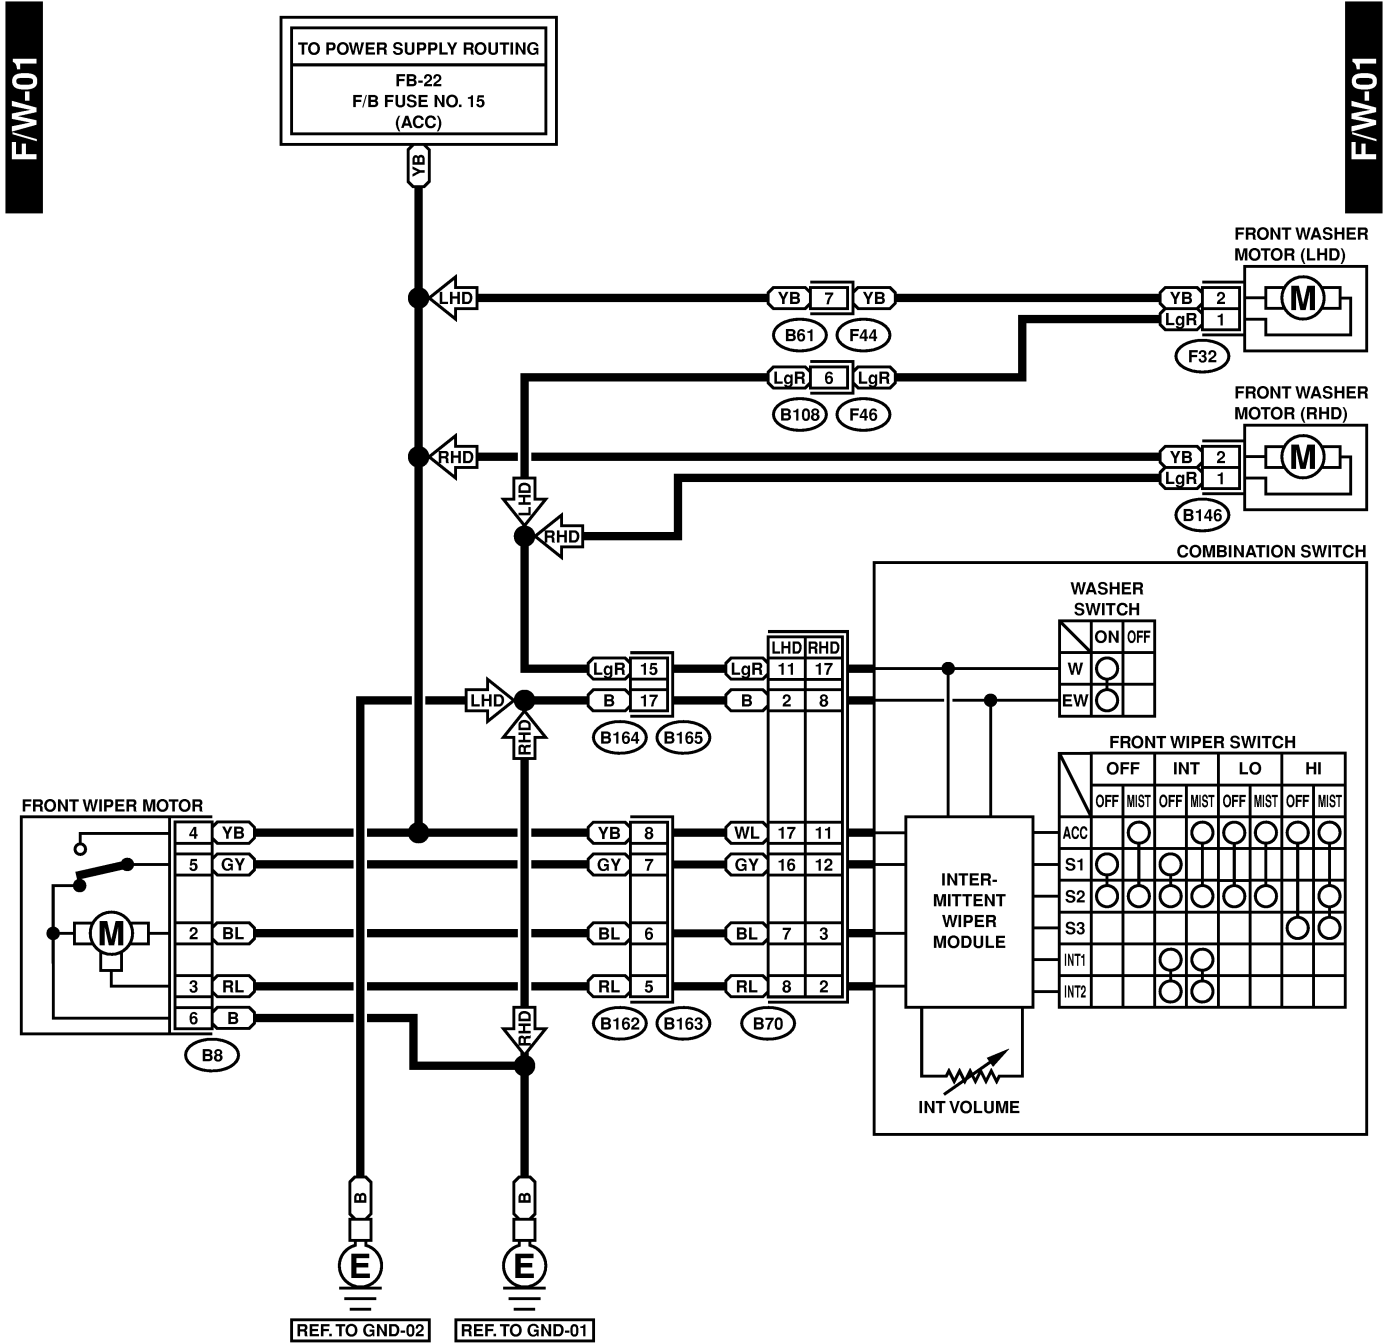 F/W-01
F/W-01
TO POWER SUPPLY ROUTING
FB-22
F/B FUSE NO. 15
(ACC)
YB
FRONT WASHER
MOTOR (LHD)
LHD
YB 7 YB
YB 2
M
LgR 1
B61 F44
F32
LgR 6 LgR
B108 F46
FRONT WASHER
MOTOR (RHD)
RHD
YB 2
M
LgR 1
LHD
B146
RHD
COMBINATION SWITCH
WASHER
SWITCH
ON OFF
LHD RHD
LgR 15 LgR 11 17
W
LHD
B 17 B 2 8
EW
RHD
B164 B165
FRONT WIPER SWITCH
OFF INT LO HI
OFF MIST OFF MIST OFF MIST OFF MIST
FRONT WIPER MOTOR
4 YB YB 8 WL 17 11
ACC
5 GY GY 7 GY 16 12
S1
INTER-
MITTENT
WIPER
MODULE
S2
M
2 BL BL 6 BL 7 3
S3
INT1
3 RL RL 5 RL 8 2
INT2
6 B
RHD
B162 B163 B70
B8
INT VOLUME
B B
E E
REF. TO GND-02 REF. TO GND-01